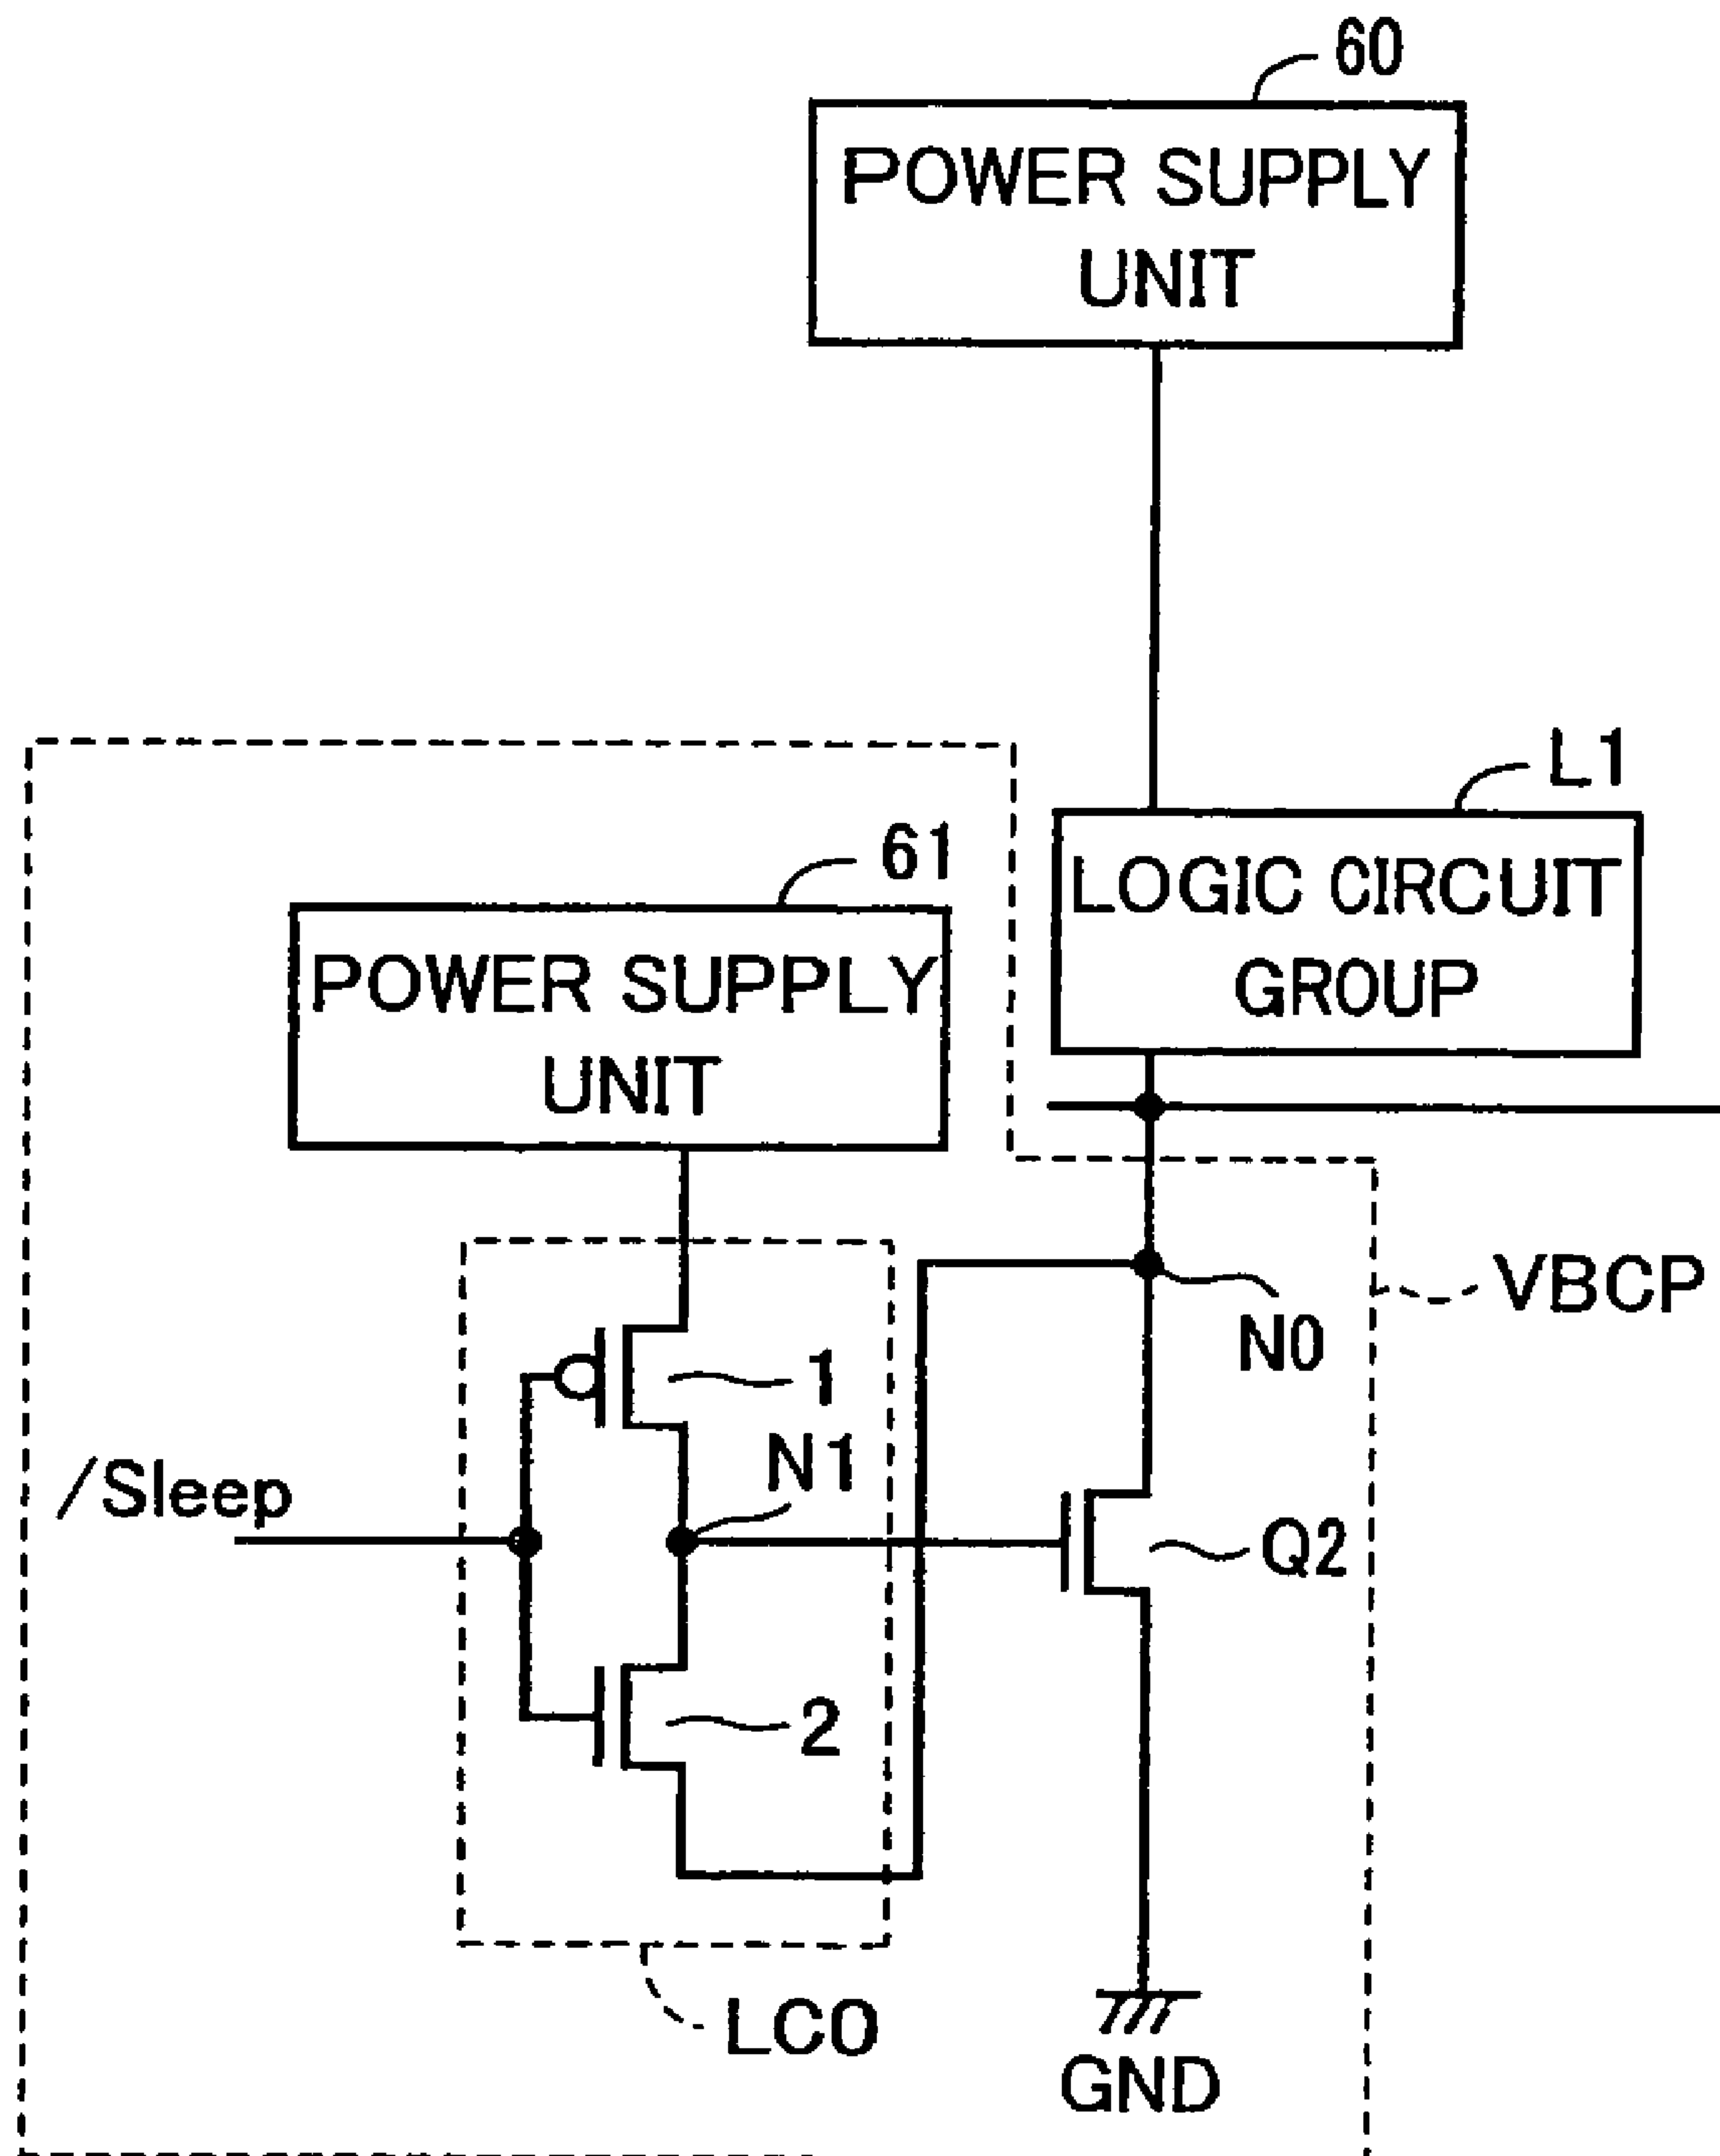 60
POWER SUPPLY
UNIT
L1
LOGIC CIRCUIT
GROUP
61
POWER SUPPLY
UNIT
VBCP
N0
1
N1
/Sleep
Q2
2
LC0
GND